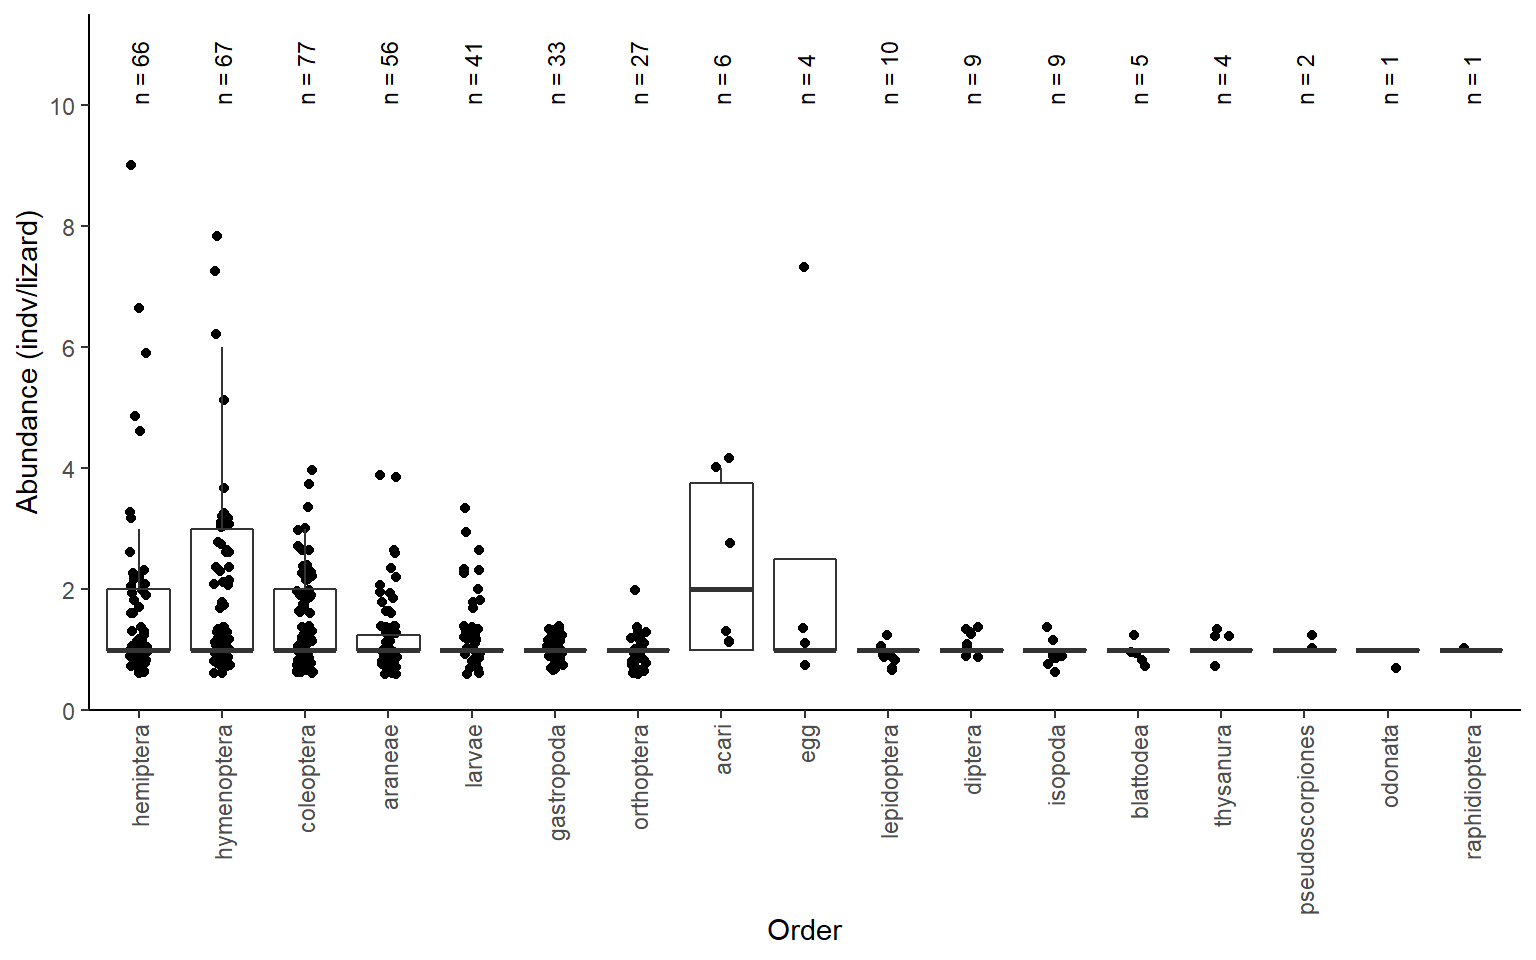 n = 66
n = 67
n = 77
n = 56
n = 41
n = 33
n = 27
n = 6
n = 4
n = 10
n = 9
n = 9
n = 5
n = 4
n = 2
n = 1
n = 1
Abundance (indv/lizard)
10
8
6
4
2
0
hemiptera
hymenoptera
coleoptera
araneae
larvae
gastropoda
orthoptera
acari
egg
lepidoptera
diptera
isopoda
blattodea
thysanura
pseudoscorpiones
odonata
raphidioptera
Order